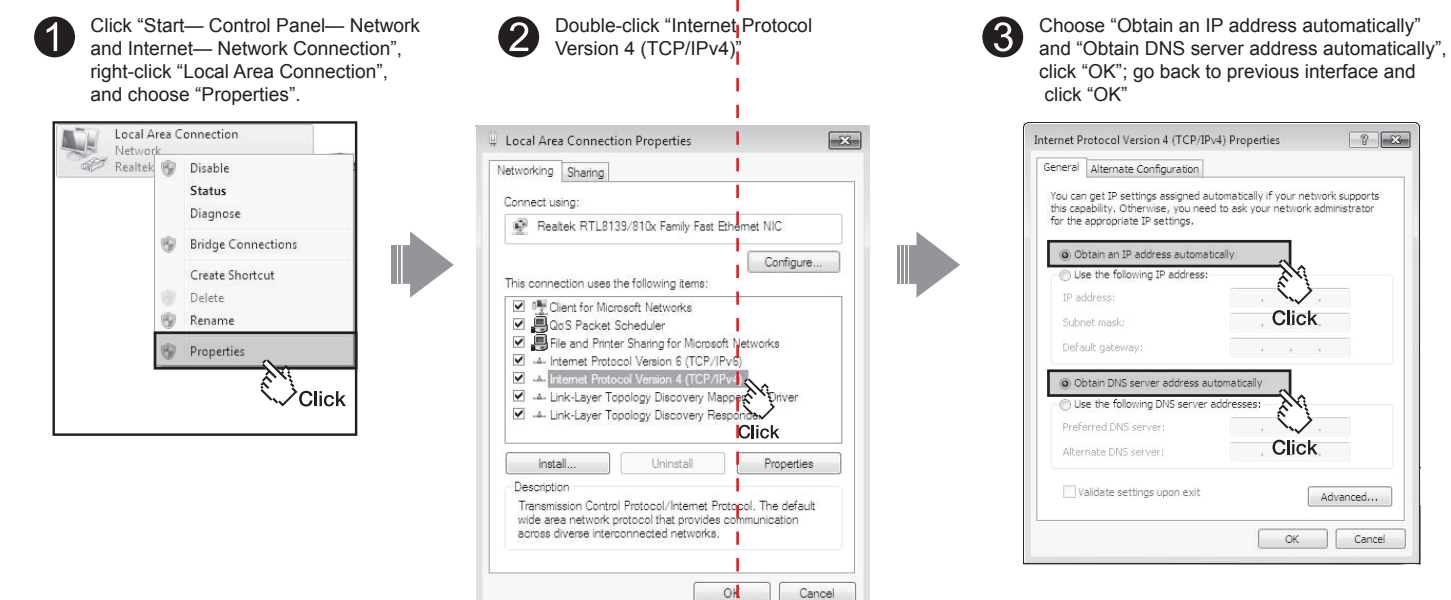 1
Click “Start— Control Panel— Network
and Internet— Network Connection”,
right-click “Local Area Connection”,
and choose “Properties”.
Local Area Connection
Network
Realtek
Disable
Status
Diagnose
Bridge Connections
Create Shortcut
Delete
Rename
Properties
Click
2
Double-click “Internet Protocol
Version 4 (TCP/IPv4)”
Local Area Connection Properties
Networking Sharing
Connect using:
Realtek RTL8139/810x Family Fast Ethernet NIC
Configure...
This connection uses the following items:
Client for Microsoft Networks
QoS Packet Scheduler
File and Printer Sharing for Microsoft Networks
Internet Protocol Version 6 (TCP/IPv6)
Internet Protocol Version 4 (TCP/IPv4)
Link-Layer Topology Discovery Mapper Driver
Link-Layer Topology Discovery Responder
Click
Install... Uninstall Properties
Description
Transmission Control Protocol/Internet Protocol. The default
wide area network protocol that provides communication
across diverse interconnected networks.
OK Cancel
3
Choose “Obtain an IP address automatically”
and “Obtain DNS server address automatically”,
click “OK”; go back to previous interface and
click “OK”
Internet Protocol Version 4 (TCP/IPv4) Properties
General Alternate Configuration
You can get IP settings assigned automatically if your network supports
this capability. Otherwise, you need to ask your network administrator
for the appropriate IP settings.
Obtain an IP address automatically
Use the following IP address:
IP address:
Subnet mask:
Click
Default gateway:
Obtain DNS server address automatically
Use the following DNS server addresses:
Preferred DNS server:
Alternate DNS server:
Click
Validate settings upon exit
Advanced...
OK Cancel